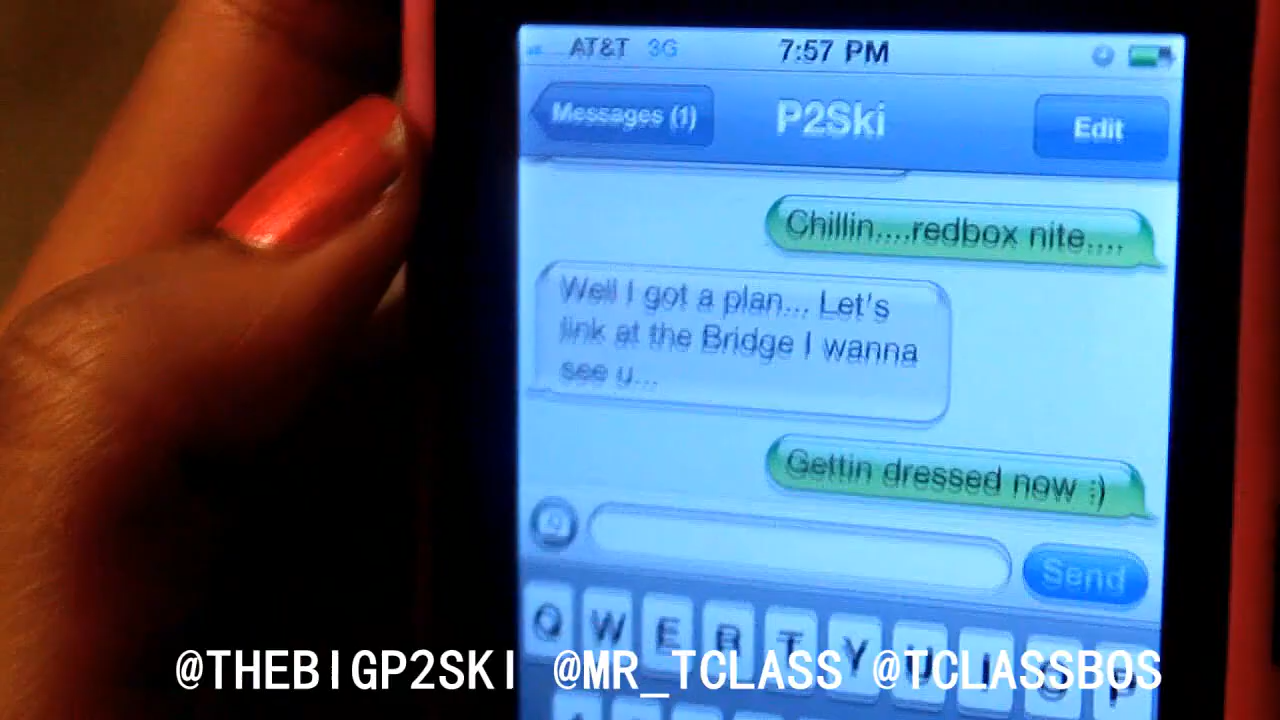 AT&T 3G 7:57 PM
Messages (1) P2Ski Edit
Chillin....redbox nite....
Well I got a plan... Let's
link at the Bridge I wanna
see u...
Gettin dressed now :)
Send
Q W E R T Y U I O P
@THEBIGP2SKI @MR_TCLASS @TCLASSBOS